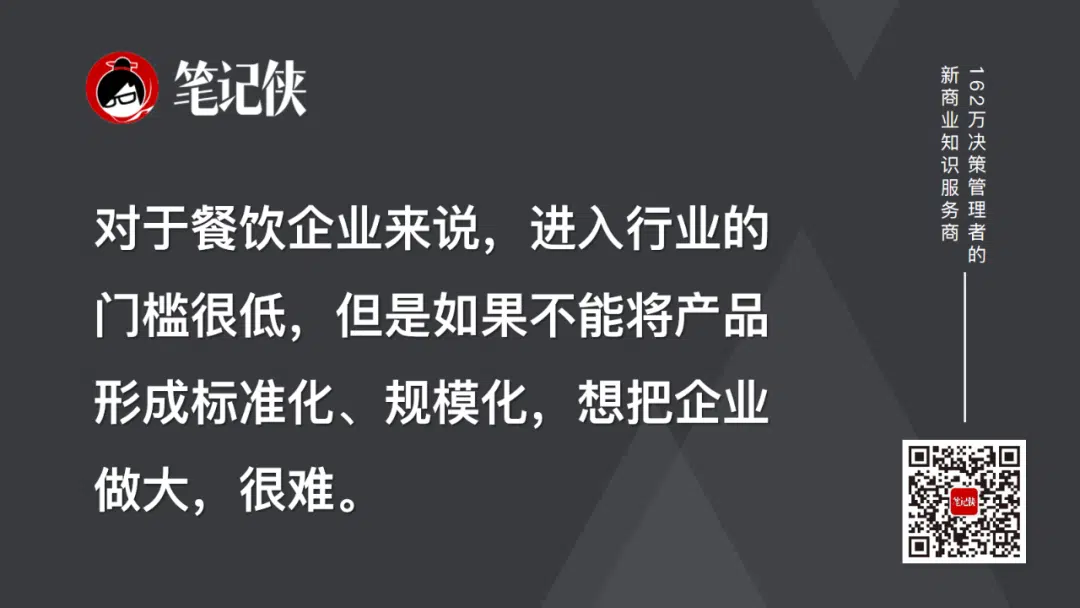 笔记侠
162万决策管理者的
新商业知识服务商
对于餐饮企业来说，进入行业的
门槛很低，但是如果不能将产品
形成标准化、规模化，想把企业
做大，很难。
笔记侠